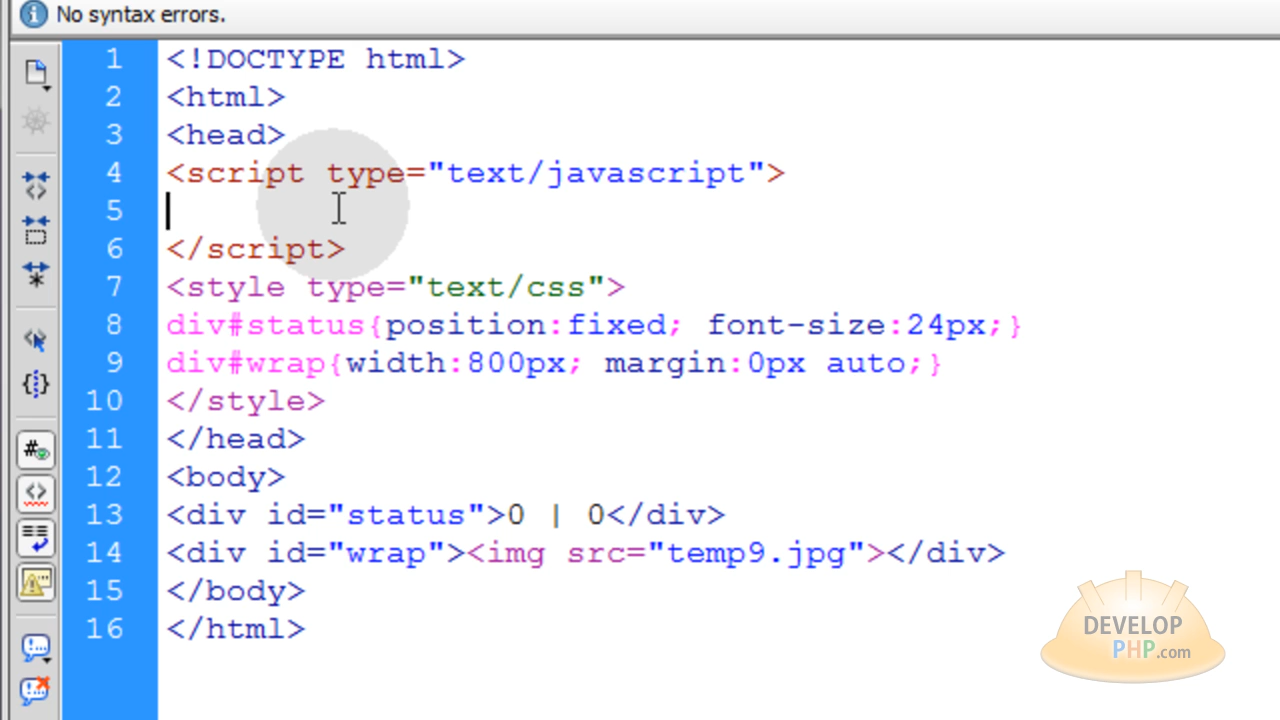 No syntax errors.
1 <!DOCTYPE html>
2 <html>
3 <head>
4 <script type="text/javascript">
5
6 </script>
7 <style type="text/css">
8 div#status{position:fixed; font-size:24px;}
9 div#wrap{width:800px; margin:0px auto;}
10 </style>
11 </head>
12 <body>
13 <div id="status">0 | 0</div>
14 <div id="wrap"><img src="temp9.jpg"></div>
15 </body>
16 </html>
DEVELOP
PHP.com